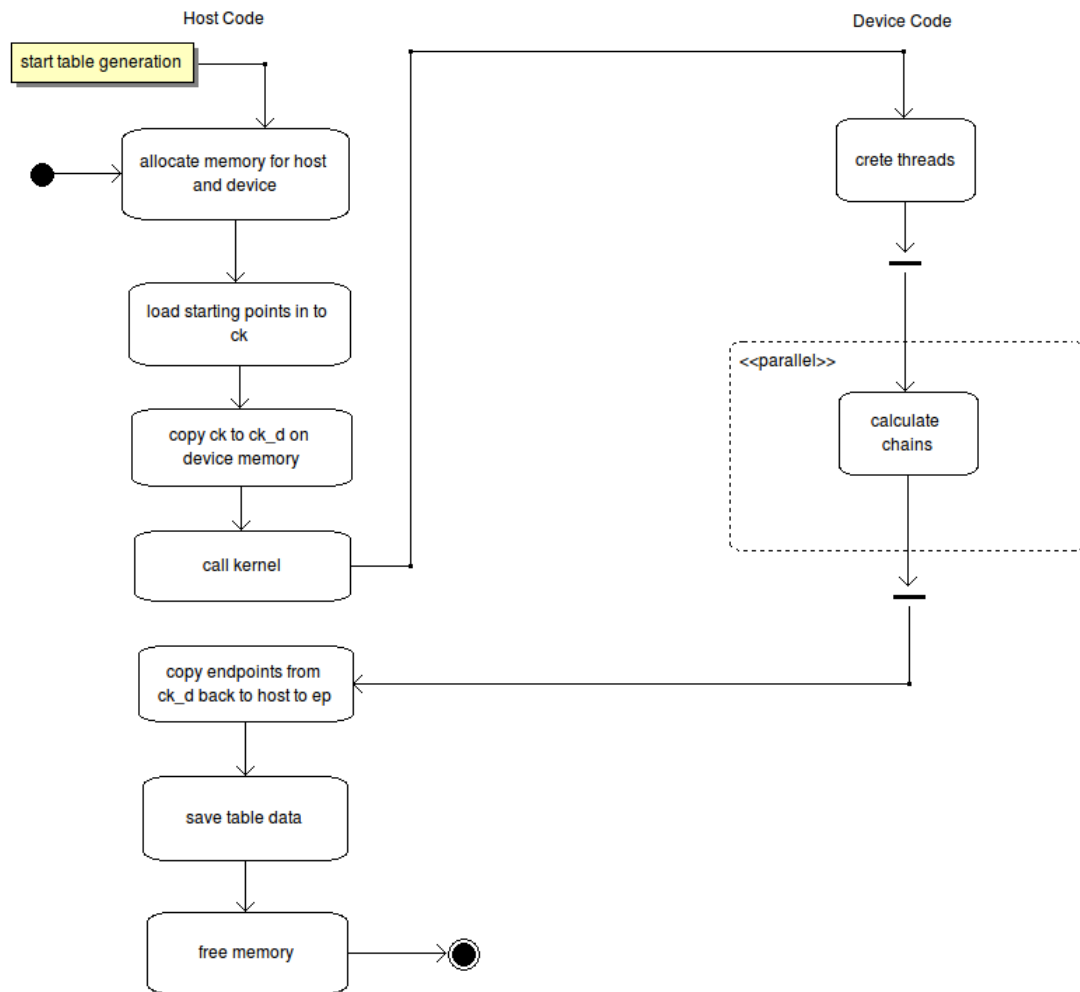 Host Code
Device Code
start table generation
allocate memory for host
and device
crete threads
load starting points in to
ck
<<parallel>>
copy ck to ck_d on
device memory
calculate
chains
call kernel
copy endpoints from
ck_d back to host to ep
save table data
free memory